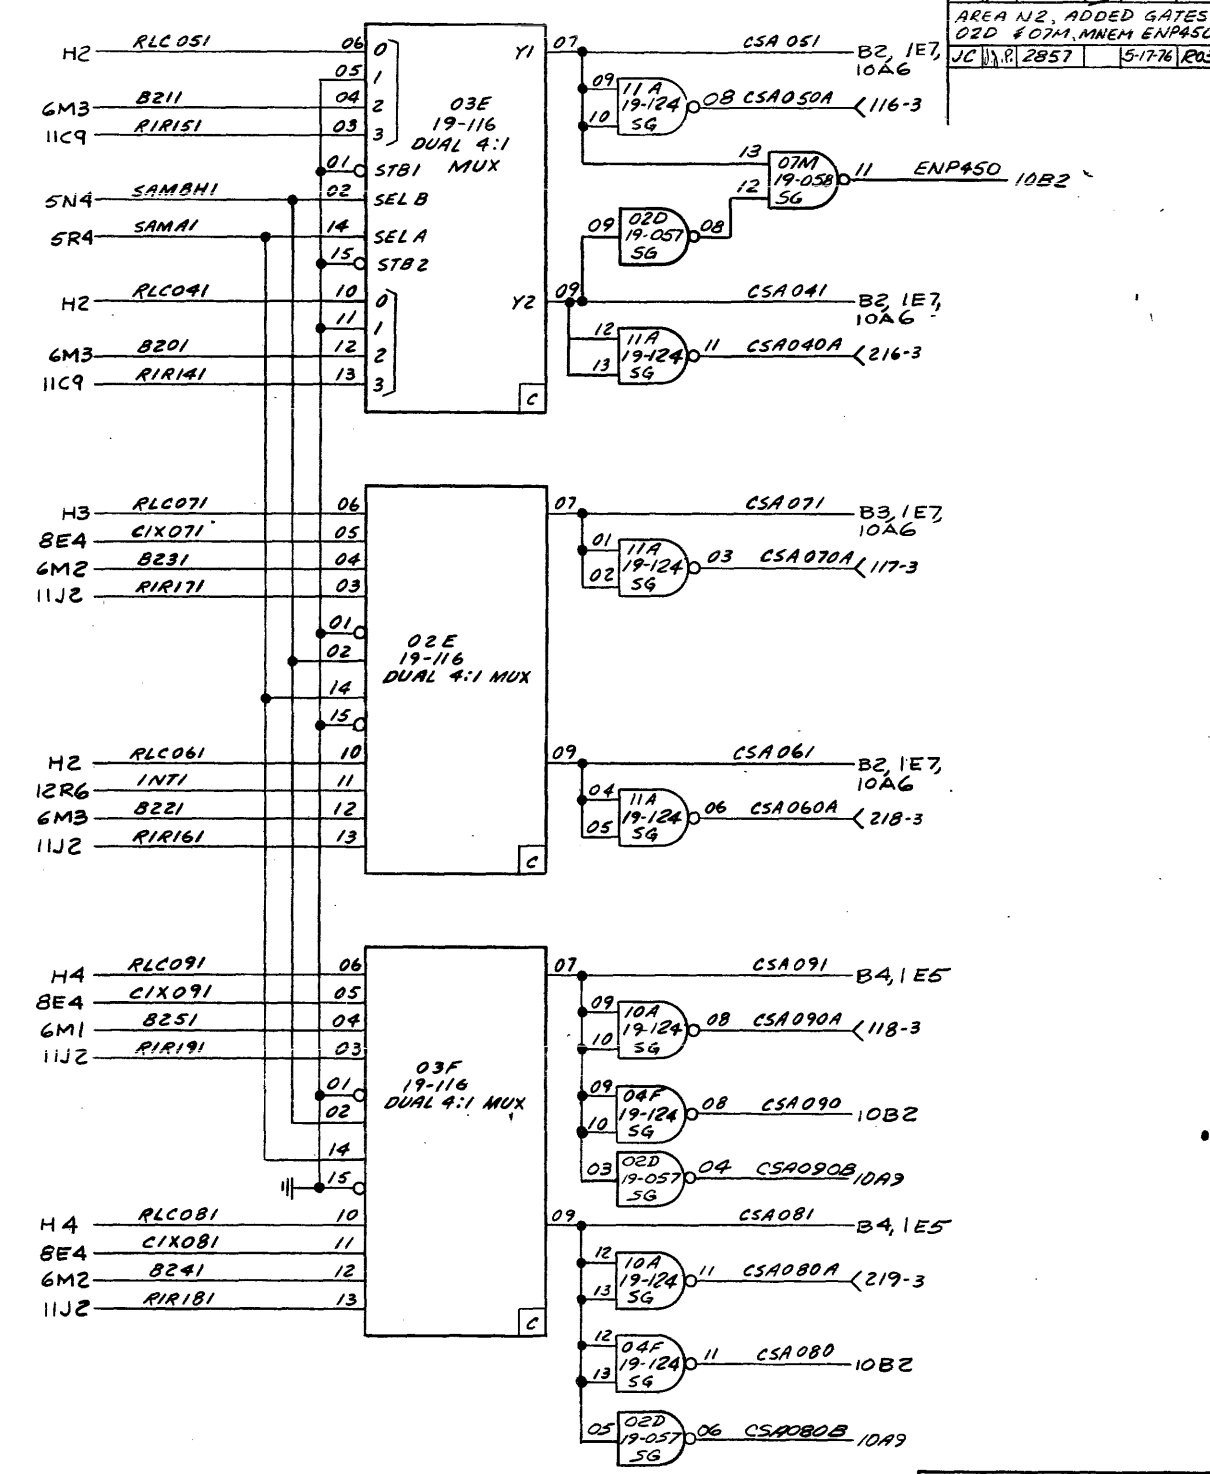 AREA N2, ADDED GATES
02D & 07M, MNEM ENP450
JC 2857 5-17-76 R03
H2 RLC051 06 0 Y1 07 CSA051 B2, 1E7,
10A6
05 1
6M3 B211 04 2
11C9 RIR151 03 3
03E
19-116
DUAL 4:1
MUX
09 11A
10 19-124
SG
08 CSA050A 116-3
01 STB1
5N4 SAMBH1 02 SEL B
5R4 SAMA1 14 SEL A
15 STB2
13 07M
12 19-058
SG
11 ENP450 10B2
09 02D
19-057
SG
08
H2 RLC041 10 0 Y2 09 CSA041 B2, 1E7,
10A6
11 1
6M3 B201 12 2
11C9 RIR141 13 3
12 11A
13 19-124
SG
11 CSA040A 216-3
C
H3 RLC071 06 07 CSA071 B3, 1E7,
10A6
8E4 CIX071 05
6M2 B231 04
11J2 RIR171 03
01 11A
02 19-124
SG
03 CSA070A 117-3
01
02
14
15
02E
19-116
DUAL 4:1 MUX
H2 RLC061 10 09 CSA061 B2, 1E7,
10A6
12R6 INT1 11
6M3 B221 12
11J2 RIR161 13
04 11A
05 19-124
SG
06 CSA060A 218-3
C
H4 RLC091 06 07 CSA091 B4, 1E5
8E4 CIX091 05
6M1 B251 04
11J2 RIR191 03
09 10A
10 19-124
SG
08 CSA090A 118-3
03F
19-116
DUAL 4:1 MUX
01
02
14
15
09 04F
10 19-124
SG
08 CSA090 10B2
03 02D
19-057
SG
04 CSA090B 10A9
H4 RLC081 10 09 CSA081 B4, 1E5
8E4 CIX081 11
6M2 B241 12
11J2 RIR181 13
12 10A
13 19-124
SG
11 CSA080A 219-3
C
12 04F
13 19-124
SG
11 CSA080 10B2
05 02D
19-057
SG
06 CSA080B 10A9